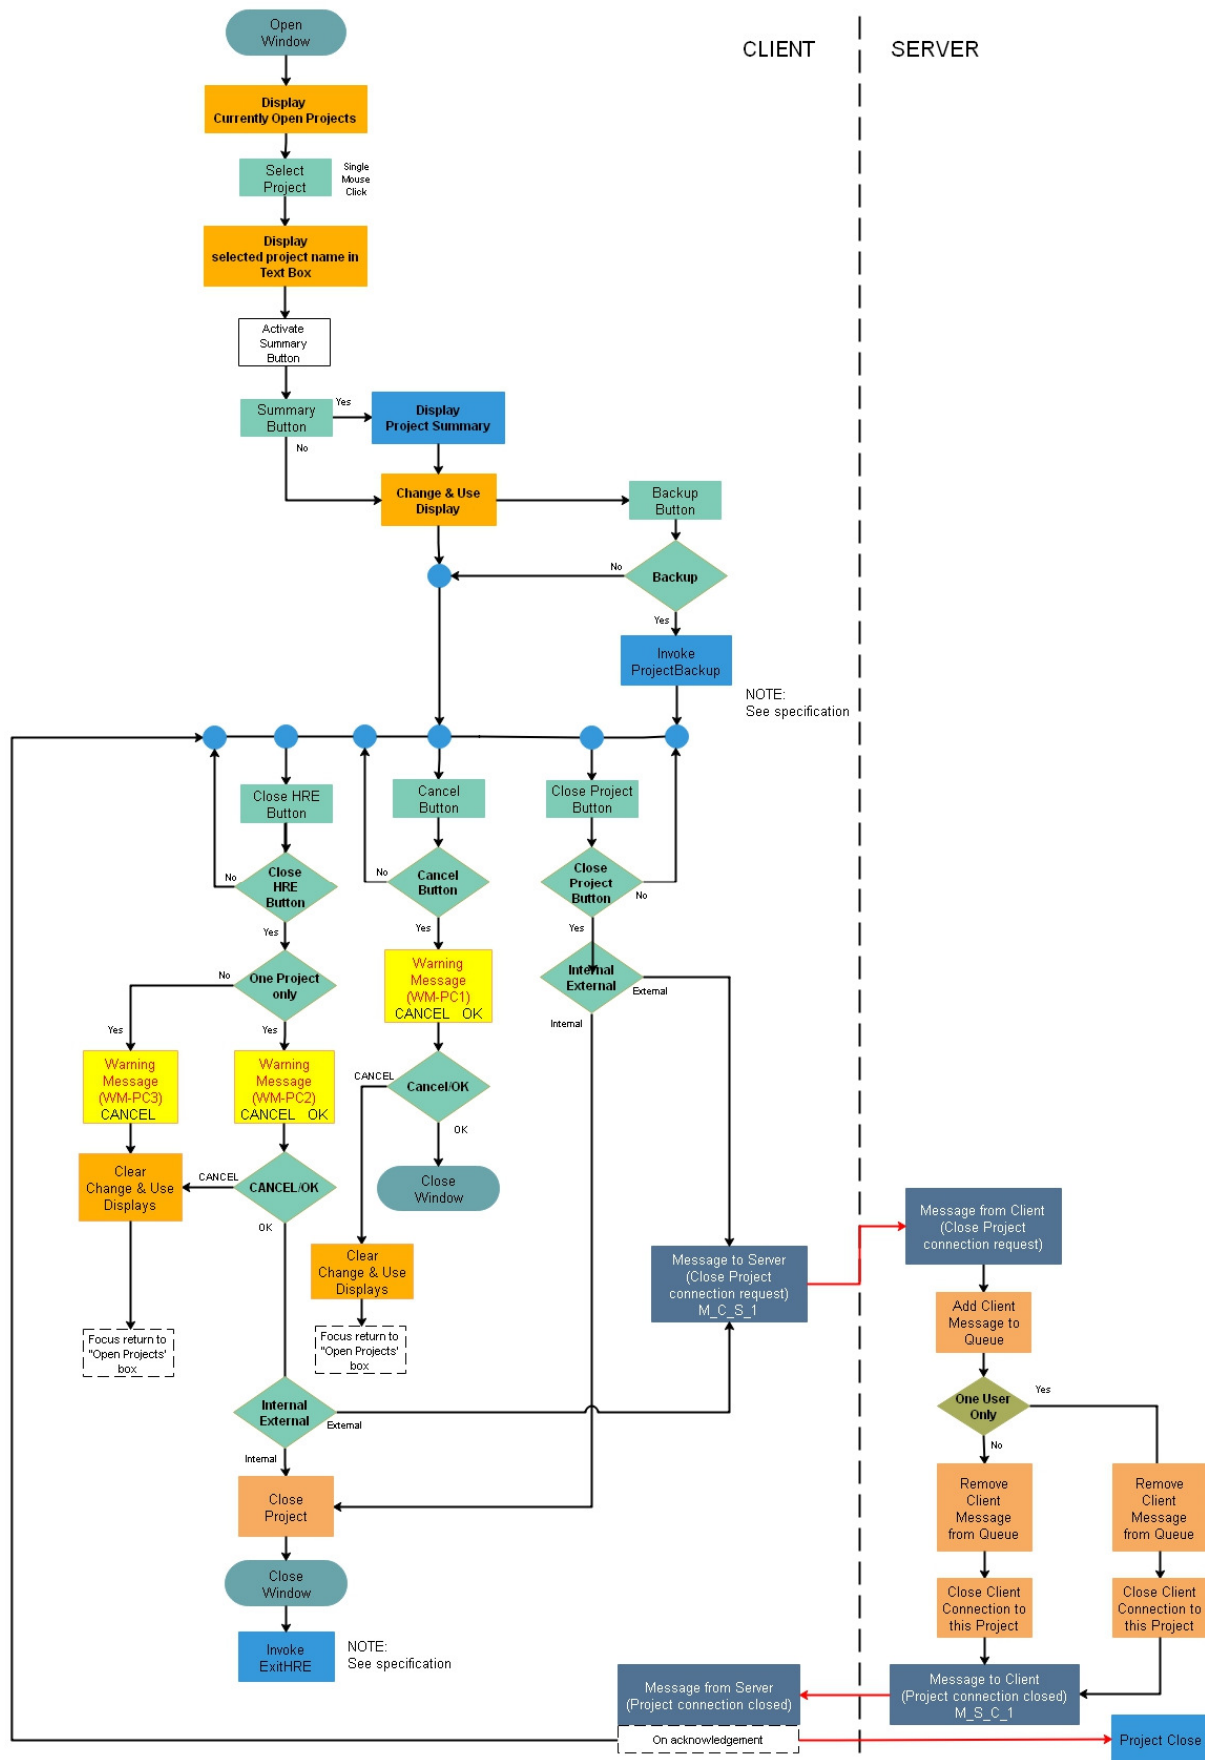 Open
Window
CLIENT
SERVER
Display
Currently Open Projects
Select
Project
Single
Mouse
Click
Display
selected project name in
Text Box
Activate
Summary
Button
Summary
Button
Yes
No
Display
Project Summary
Change & Use
Display
Backup
Button
Backup
No
Yes
Invoke
ProjectBackup
NOTE:
See specification
Close HRE
Button
Cancel
Button
Close Project
Button
Close
HRE
Button
No
Yes
Cancel
Button
No
Yes
Close
Project
Button
No
Yes
One Project
only
No
Yes
Yes
Warning
Message
(WM-PC1)
CANCEL OK
Internal
External
External
Internal
Warning
Message
(WM-PC3)
CANCEL
Warning
Message
(WM-PC2)
CANCEL OK
Cancel/OK
CANCEL
OK
Clear
Change & Use
Displays
CANCEL
CANCEL/OK
OK
Close
Window
Message from Client
(Close Project
connection request)
Clear
Change & Use
Displays
Message to Server
(Close Project
connection request)
M_C_S_1
Add Client
Message to
Queue
Focus return to
"Open Projects'
box
Focus return to
"Open Projects'
box
Internal
External
External
Internal
One User
Only
Yes
No
Close
Project
Remove
Client
Message
from Queue
Remove
Client
Message
from Queue
Close
Window
Close Client
Connection to
this Project
Close Client
Connection to
this Project
Invoke
ExitHRE
NOTE:
See specification
Message from Server
(Project connection closed)
Message to Client
(Project connection closed)
M_S_C_1
On acknowledgement
Project Close